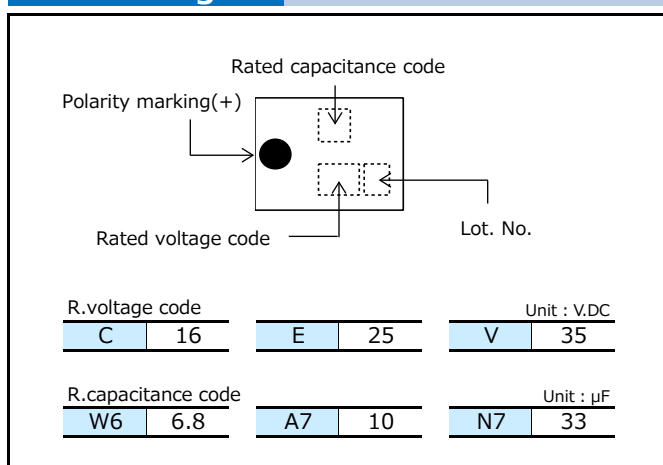 Rated capacitance code
Polarity marking(+)
Rated voltage code
Lot. No.
R.voltage code Unit : V.DC
C 16 E 25 V 35
R.capacitance code Unit : μF
W6 6.8 A7 10 N7 33